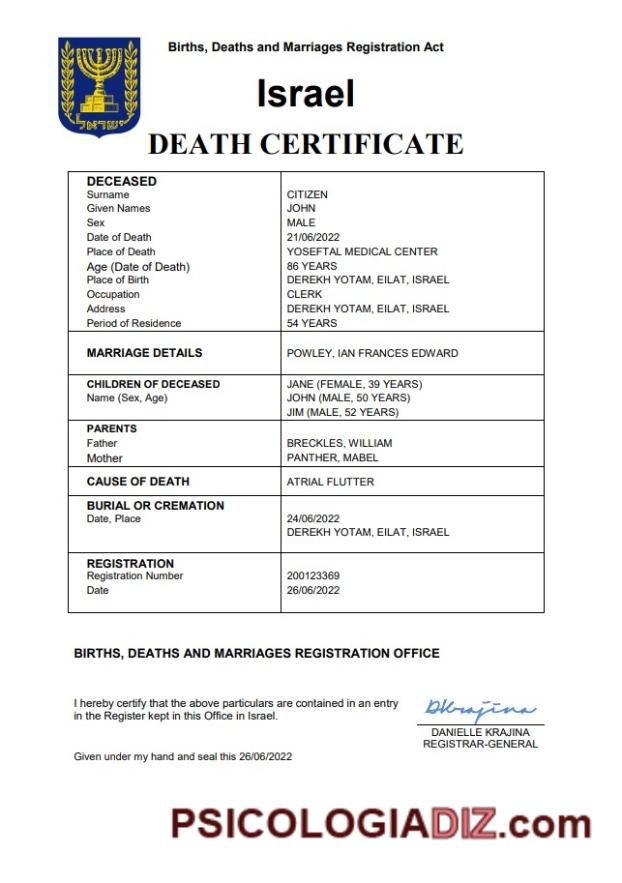 Births, Deaths and Marriages Registration Act
ישראל
Israel
DEATH CERTIFICATE
DECEASED
Surname CITIZEN
Given Names JOHN
Sex MALE
Date of Death 21/06/2022
Place of Death YOSEFTAL MEDICAL CENTER
Age (Date of Death) 86 YEARS
Place of Birth DEREKH YOTAM, EILAT, ISRAEL
Occupation CLERK
Address DEREKH YOTAM, EILAT, ISRAEL
Period of Residence 54 YEARS
MARRIAGE DETAILS POWLEY, IAN FRANCES EDWARD
CHILDREN OF DECEASED JANE (FEMALE, 39 YEARS)
Name (Sex, Age) JOHN (MALE, 50 YEARS)
JIM (MALE, 52 YEARS)
PARENTS
Father BRECKLES, WILLIAM
Mother PANTHER, MABEL
CAUSE OF DEATH ATRIAL FLUTTER
BURIAL OR CREMATION
Date, Place 24/06/2022
DEREKH YOTAM, EILAT, ISRAEL
REGISTRATION
Registration Number 200123369
Date 26/06/2022
BIRTHS, DEATHS AND MARRIAGES REGISTRATION OFFICE
I hereby certify that the above particulars are contained in an entry
in the Register kept in this Office in Israel.
DKrajina
DANIELLE KRAJINA
REGISTRAR-GENERAL
Given under my hand and seal this 26/06/2022
PSICOLOGIADIZ.com